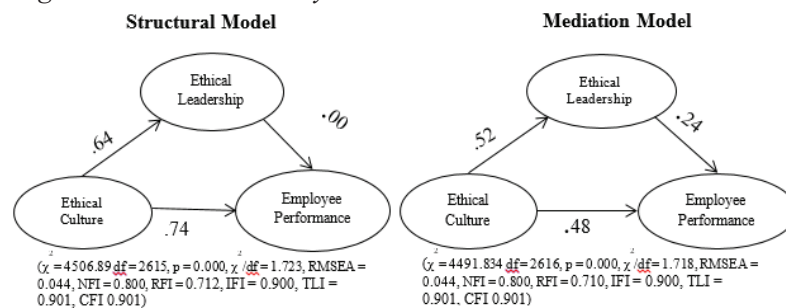 Structural Model
Mediation Model
Ethical
Leadership
.64
.00
Ethical
Culture
Employee
Performance
.74
(χ2 =4506.89 df=2615, p=0.000, χ2/df=1.723, RMSEA =
0.044, NFI = 0.800, RFI = 0.712, IFI = 0.900, TLI =
0.901, CFI 0.901)
Ethical
Leadership
.52
.24
Ethical
Culture
Employee
Performance
.48
(χ2 =4491.834 df=2616, p=0.000, χ2/df=1.718, RMSEA =
0.044, NFI = 0.800, RFI = 0.710, IFI = 0.900, TLI =
0.901, CFI 0.901)